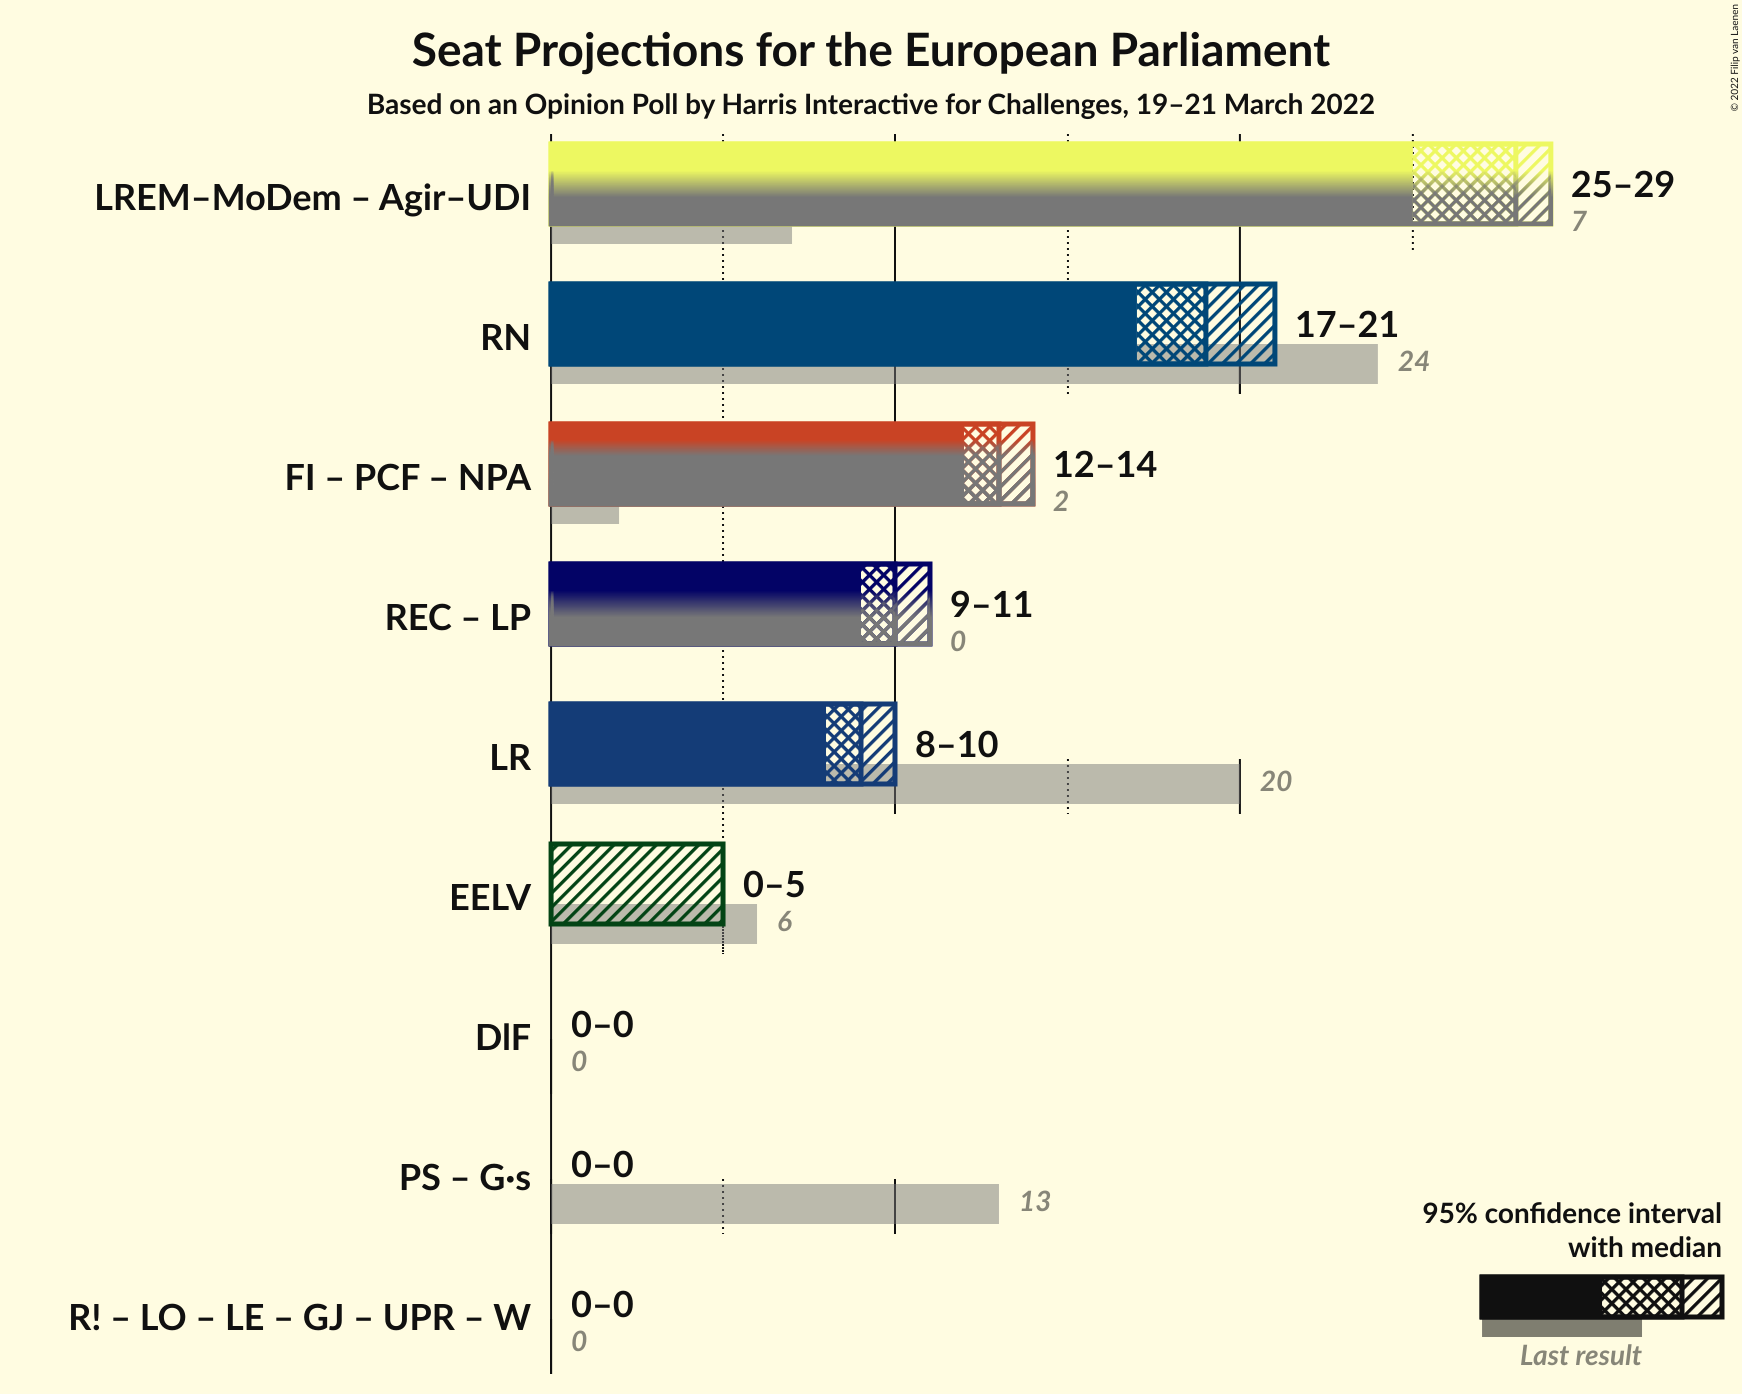 Seat Projections for the European Parliament
Based on an Opinion Poll by Harris Interactive for Challenges, 19–21 March 2022
© 2022 Filip van Laenen
LREM–MoDem – Agir–UDI
25–29
7
RN
17–21
24
FI – PCF – NPA
12–14
2
REC – LP
9–11
0
LR
8–10
20
EELV
0–5
6
DlF
0–0
0
PS – G·s
0–0
13
R! – LO – LE – GJ – UPR – W
0–0
0
95% confidence interval
with median
Last result